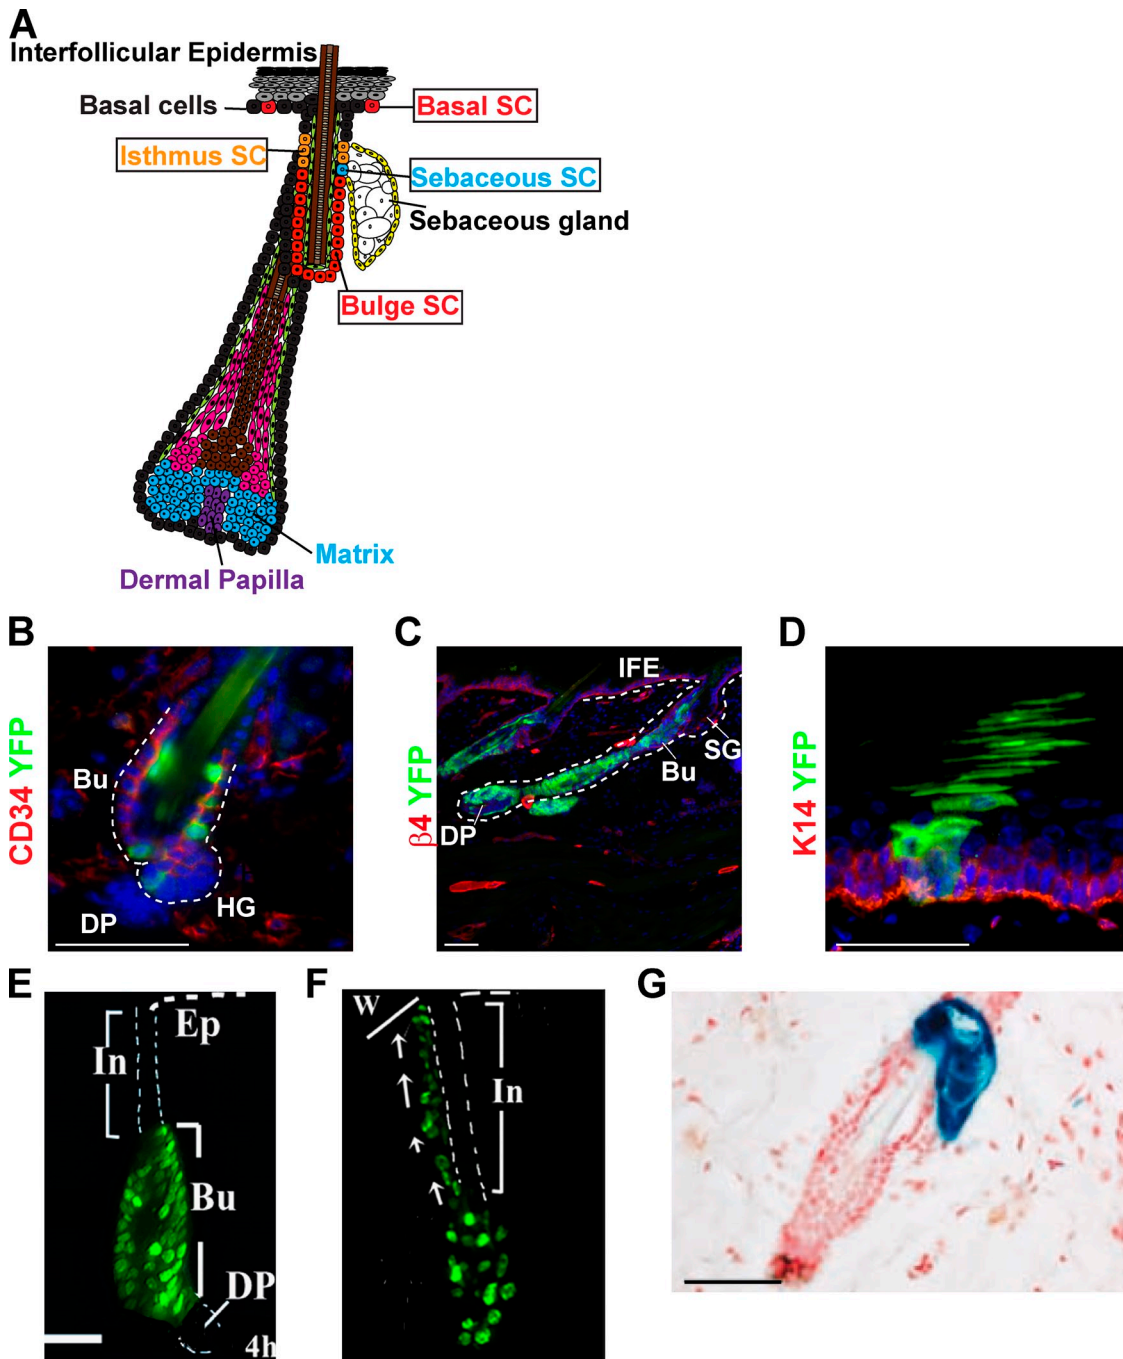 A
Interfollicular Epidermis
Basal cells
Basal SC
Isthmus SC
Sebaceous SC
Sebaceous gland
Bulge SC
Matrix
Dermal Papilla
B
CD34 YFP
Bu
DP
HG
C
β4 YFP
IFE
SG
Bu
DP
D
K14 YFP
E
Ep
In
Bu
DP
4h
F
W
In
G